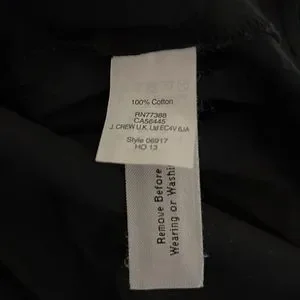 100% Cotton
RN77388
CA56445
J. CREW U.K, Ltd EC4V 6JA
Style 06917
HO 13
Remove Before
Wearing or Washi